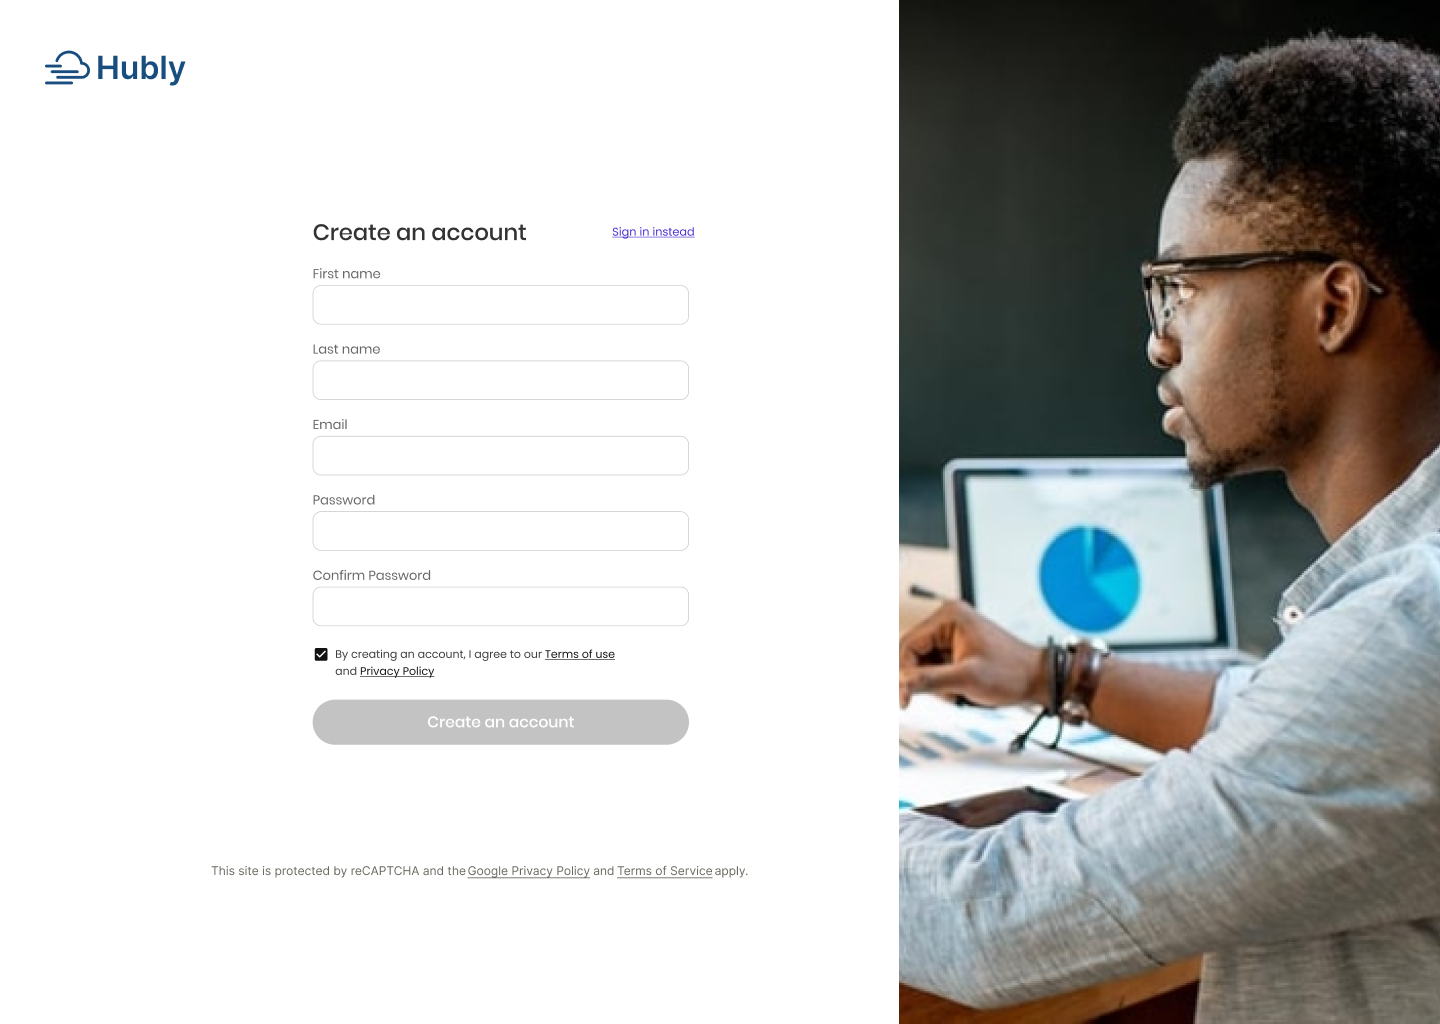 Hubly
Create an account
Sign in instead
First name
Last name
Email
Password
Confirm Password
By creating an account, I agree to our Terms of use
and Privacy Policy
Create an account
This site is protected by reCAPTCHA and the Google Privacy Policy and Terms of Service apply.